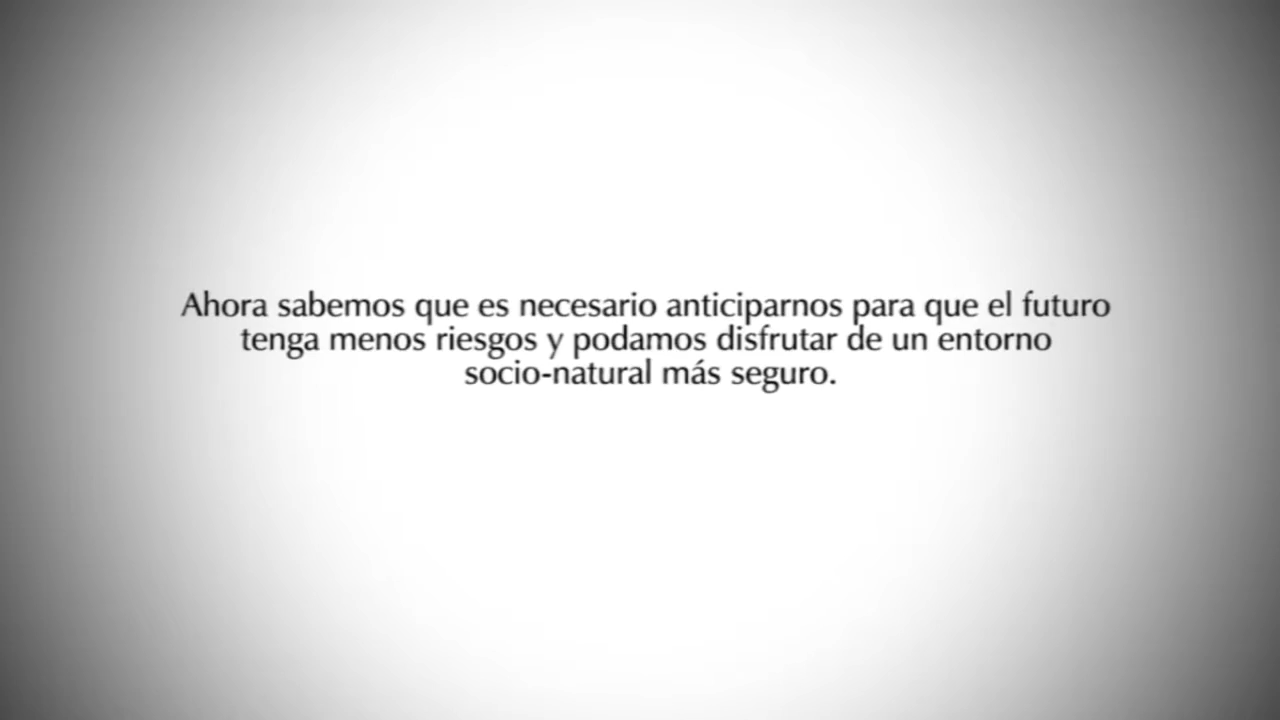 Ahora sabemos que es necesario anticiparnos para que el futuro
tenga menos riesgos y podamos disfrutar de un entorno
socio-natural más seguro.